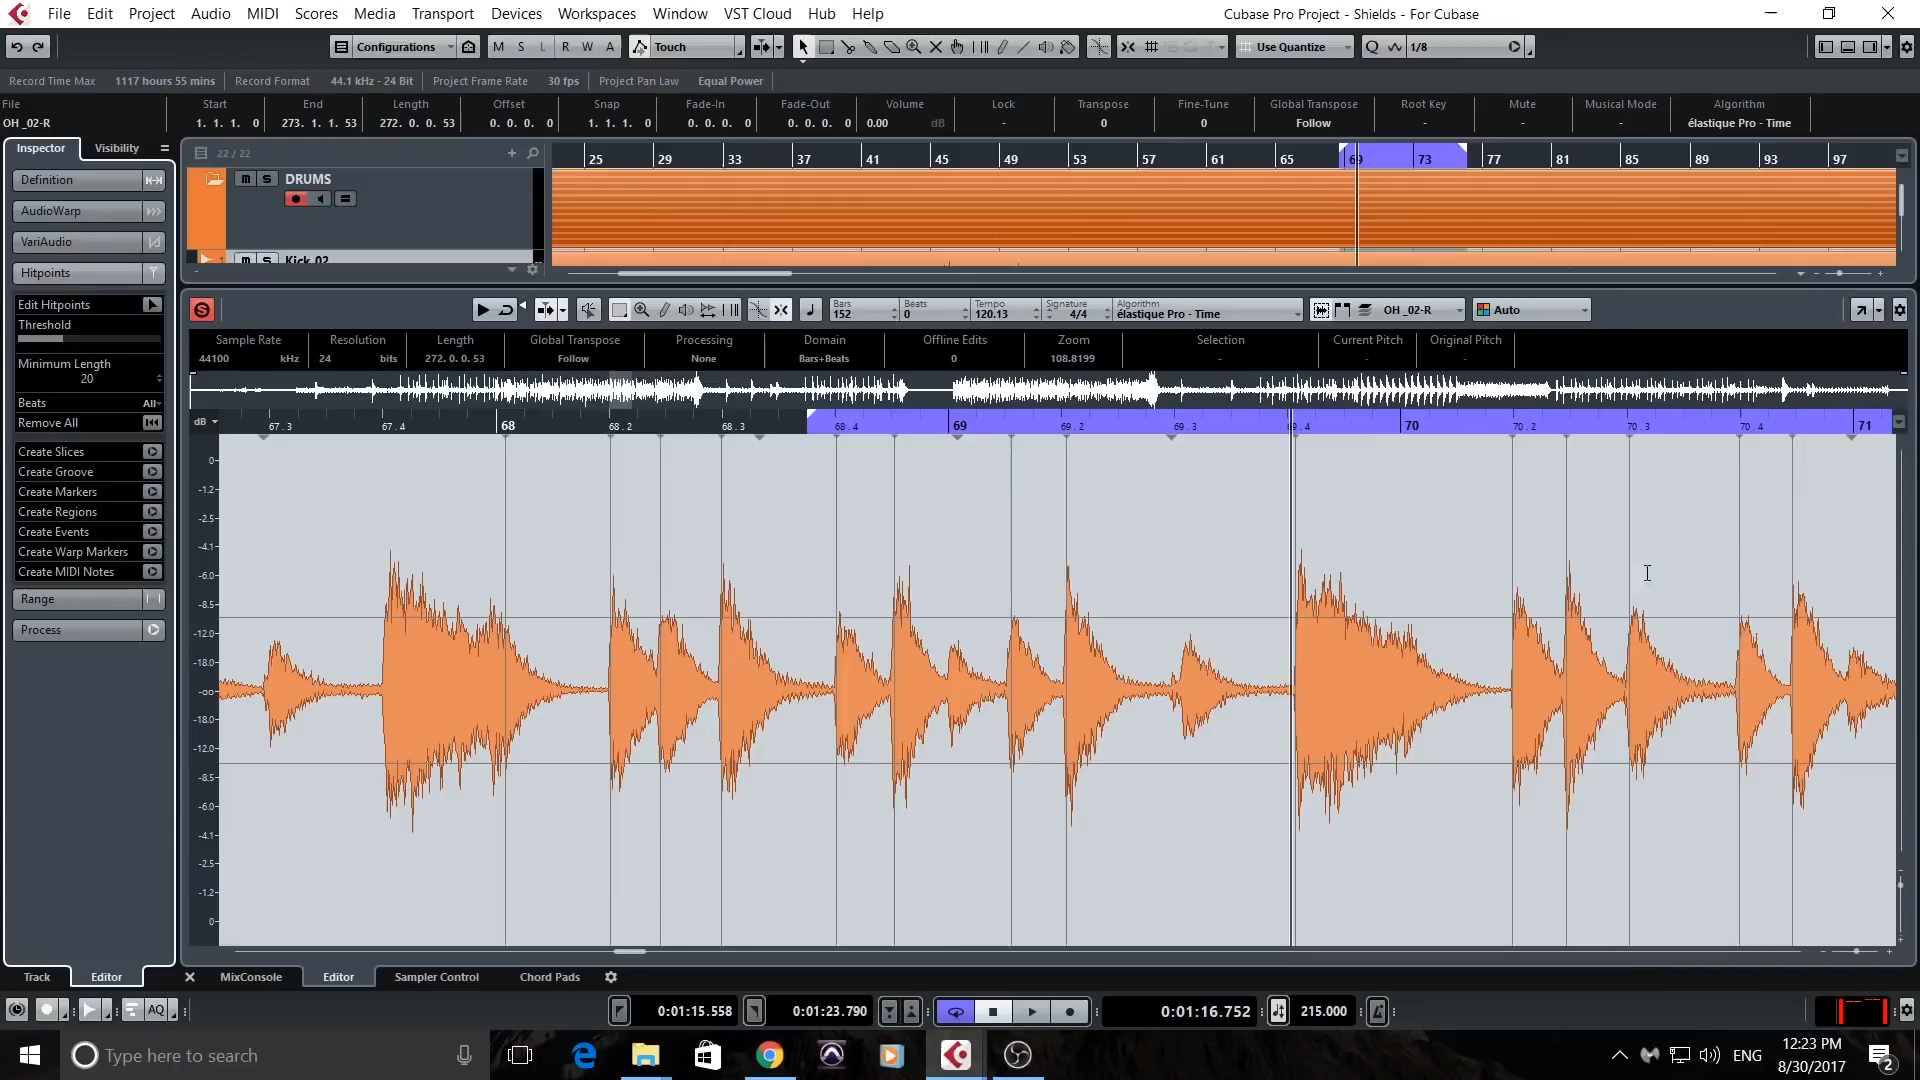 File Edit Project Audio MIDI Scores Media Transport Devices Workspaces Window VST Cloud Hub Help Cubase Pro Project - Shields - For Cubase
Configurations M S L R W A Touch Use Quantize Q 1/8
Record Time Max 1117 hours 55 mins Record Format 44.1 kHz - 24 Bit Project Frame Rate 30 fps Project Pan Law Equal Power
File Start End Length Offset Snap Fade-In Fade-Out Volume Lock Transpose Fine-Tune Global Transpose Root Key Mute Musical Mode Algorithm
OH _02-R 1. 1. 1. 0 273. 1. 1. 53 272. 0. 0. 53 0. 0. 0. 0 1. 1. 1. 0 0. 0. 0. 0 0. 0. 0. 0 0.00 dB - 0 0 Follow - - - élastique Pro - Time
Inspector Visibility 22 / 22 25 29 33 37 41 45 49 53 57 61 65 69 73 77 81 85 89 93 97
Definition m S DRUMS
AudioWarp
VariAudio
m S Kick 02
Hitpoints
Edit Hitpoints
Threshold
Minimum Length
20
Beats All
Remove All
Create Slices
Create Groove
Create Markers
Create Regions
Create Events
Create Warp Markers
Create MIDI Notes
Range
Process
Bars Beats Tempo Signature Algorithm
152 0 120.13 4/4 élastique Pro - Time OH _02-R Auto
Sample Rate Resolution Length Global Transpose Processing Domain Offline Edits Zoom Selection Current Pitch Original Pitch
44100 kHz 24 bits 272. 0. 0. 53 Follow None Bars+Beats 0 108.8199 - - -
dB 67. 3 67. 4 68 68. 2 68. 3 68. 4 69 69. 2 69. 3 69. 4 70 70. 2 70. 3 70. 4 71
0
-1.2
-2.5
-4.1
-6.0
-8.5
-12.0
-18.0
-oo
-18.0
-12.0
-8.5
-6.0
-4.1
-2.5
-1.2
0
Track Editor MixConsole Editor Sampler Control Chord Pads
AQ 0:01:15.558 0:01:23.790 0:01:16.752 215.000
Type here to search ENG 12:23 PM
8/30/2017 2